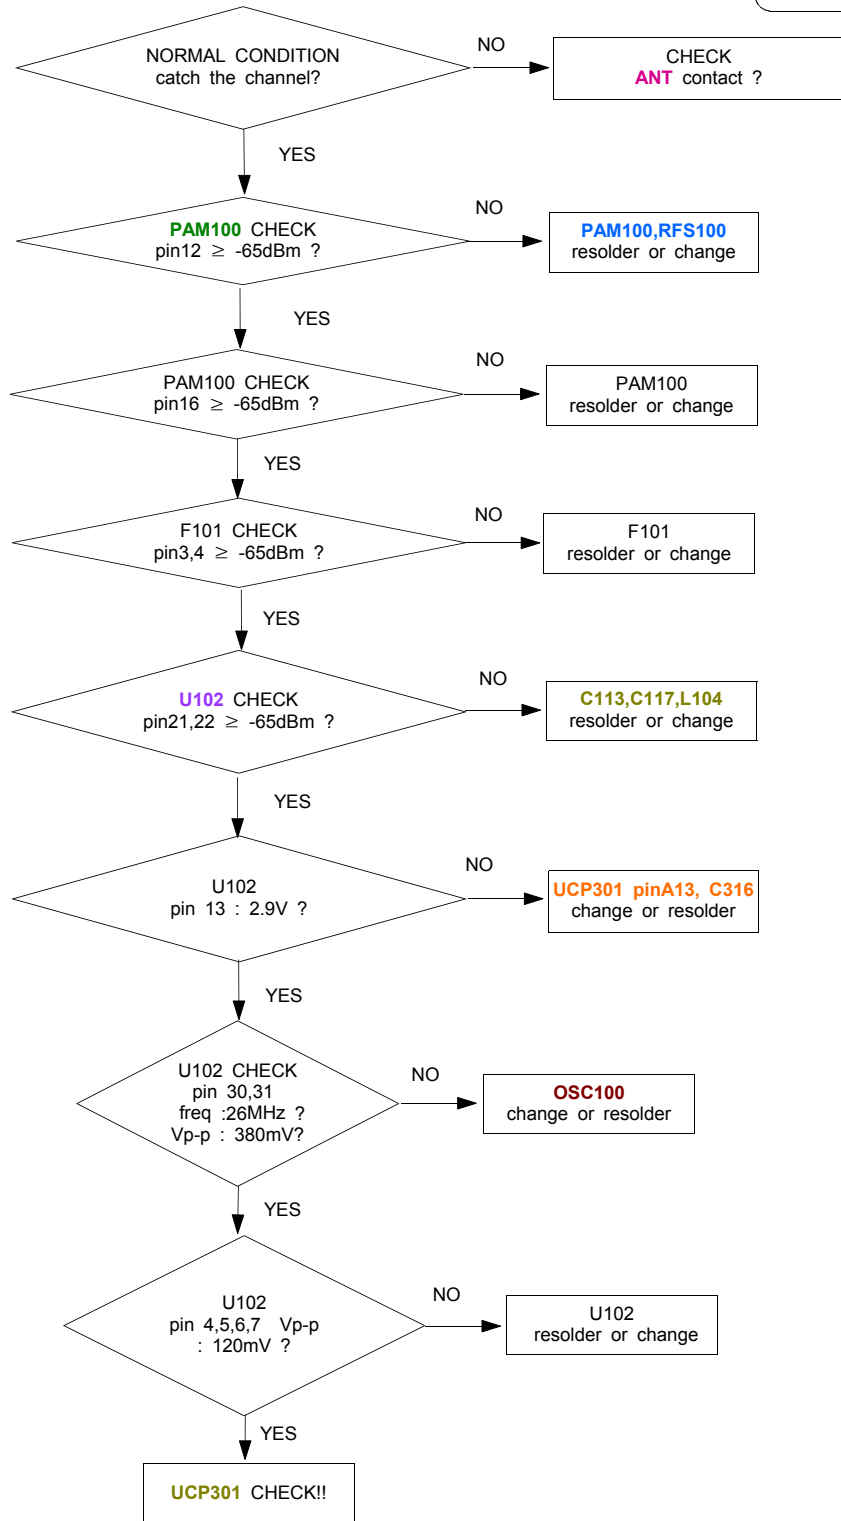 NORMAL CONDITION
catch the channel?
NO
CHECK
ANT contact ?
YES
PAM100 CHECK
pin12 ≥ -65dBm ?
NO
PAM100,RFS100
resolder or change
YES
PAM100 CHECK
pin16 ≥ -65dBm ?
NO
PAM100
resolder or change
YES
F101 CHECK
pin3,4 ≥ -65dBm ?
NO
F101
resolder or change
YES
U102 CHECK
pin21,22 ≥ -65dBm ?
NO
C113,C117,L104
resolder or change
YES
U102
pin 13 : 2.9V ?
NO
UCP301 pinA13, C316
change or resolder
YES
U102 CHECK
pin 30,31
freq :26MHz ?
Vp-p : 380mV?
NO
OSC100
change or resolder
YES
U102
pin 4,5,6,7 Vp-p
: 120mV ?
NO
U102
resolder or change
YES
UCP301 CHECK!!